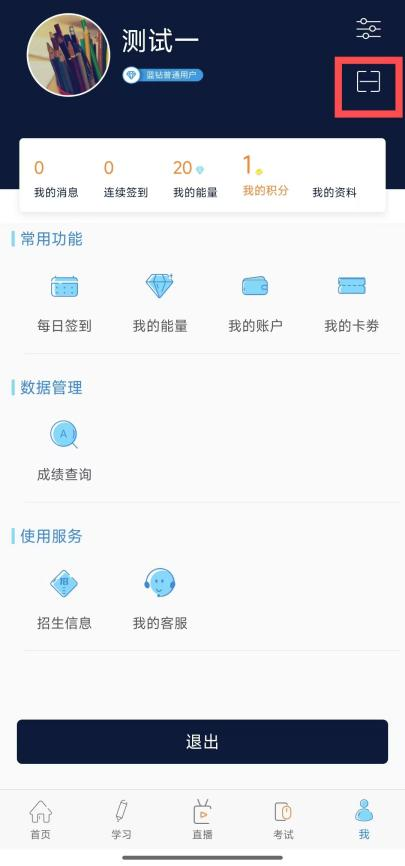 测试一
蓝钻普通用户
0 0 20 1
我的消息 连续签到 我的能量 我的积分 我的资料
常用功能
每日签到 我的能量 我的账户 我的卡券
数据管理
A
成绩查询
使用服务
招
招生信息 我的客服
退出
首页 学习 直播 考试 我